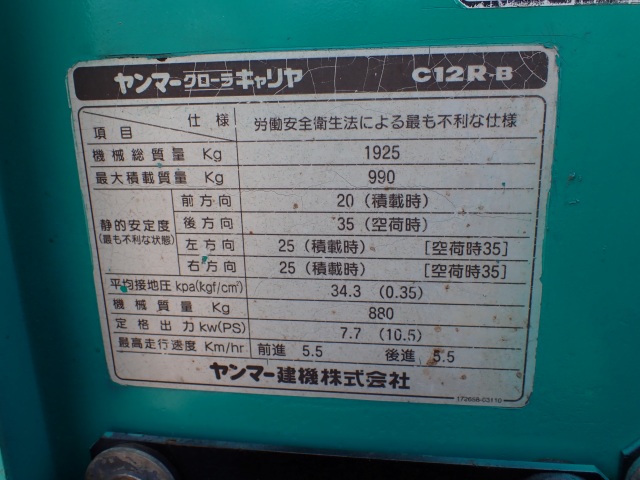 ヤンマークローラキャリヤ C12R-B
項目 仕様 労働安全衛生法による最も不利な仕様
機械総質量 Kg 1925
最大積載質量 Kg 990
静的安定度 (最も不利な状態)
前方向 20 (積載時)
後方向 35 (空荷時)
左方向 25 (積載時) [空荷時35]
右方向 25 (積載時) [空荷時35]
平均接地圧 kpa(kgf/cm²) 34.3 (0.35)
機械質量 Kg 880
定格出力 kw(PS) 7.7 (10.5)
最高走行速度 Km/hr 前進 5.5 後進 5.5
ヤンマー建機株式会社